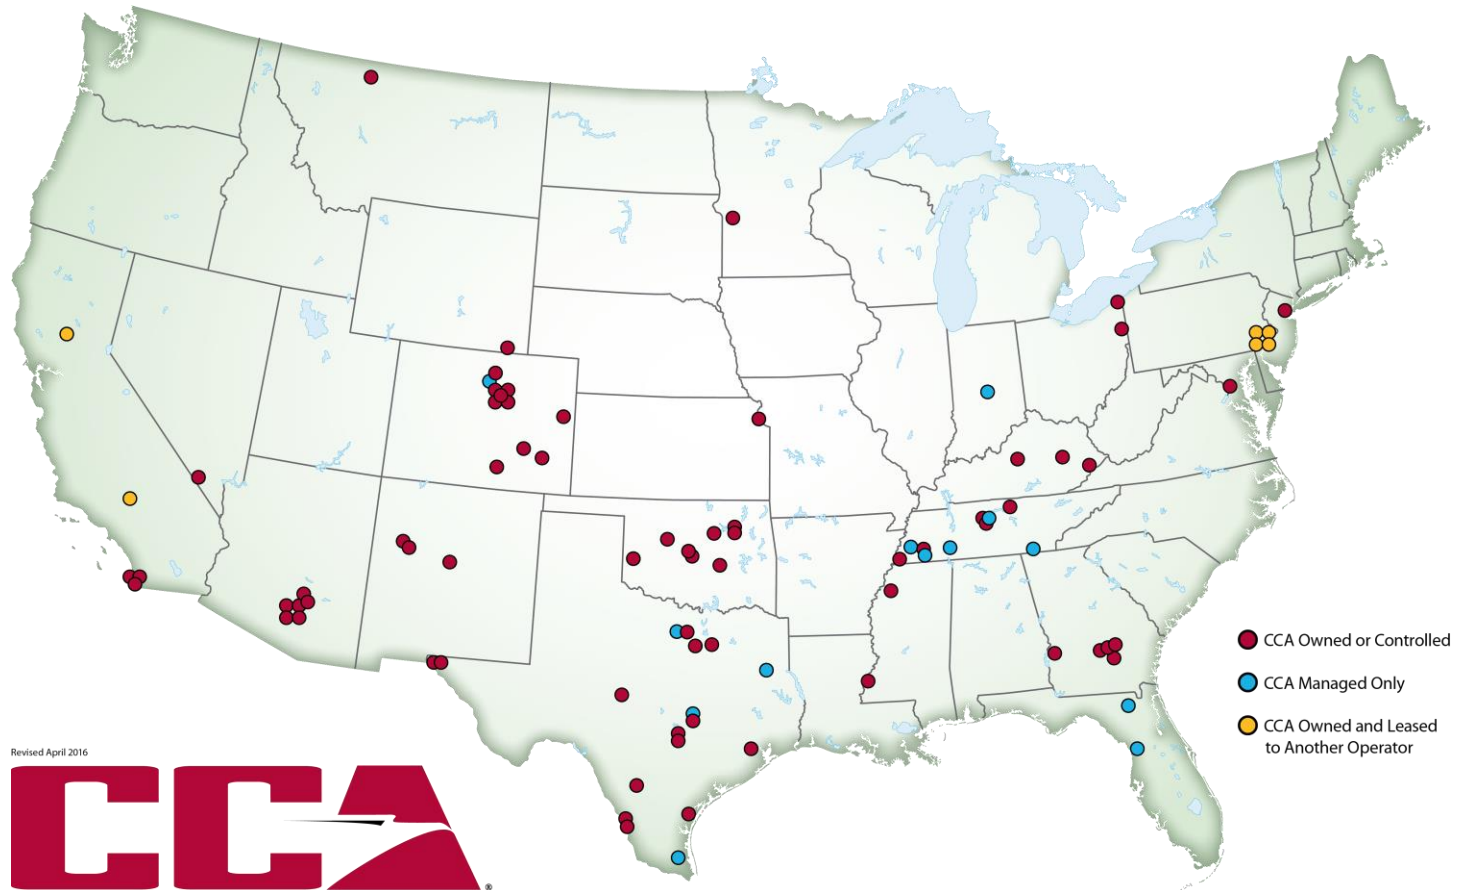 CCA Owned or Controlled
CCA Managed Only
CCA Owned and Leased
to Another Operator
Revised April 2016
CCA
®